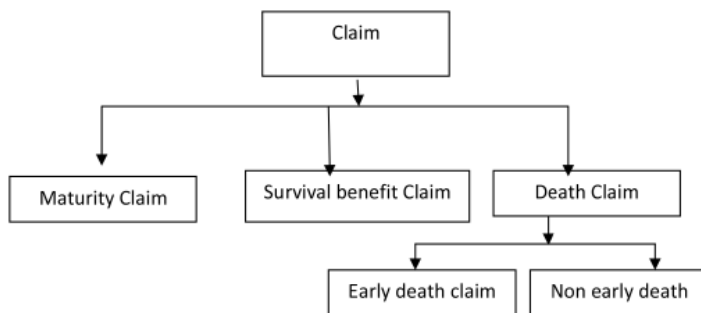 Claim
Maturity Claim
Survival benefit Claim
Death Claim
Early death claim
Non early death